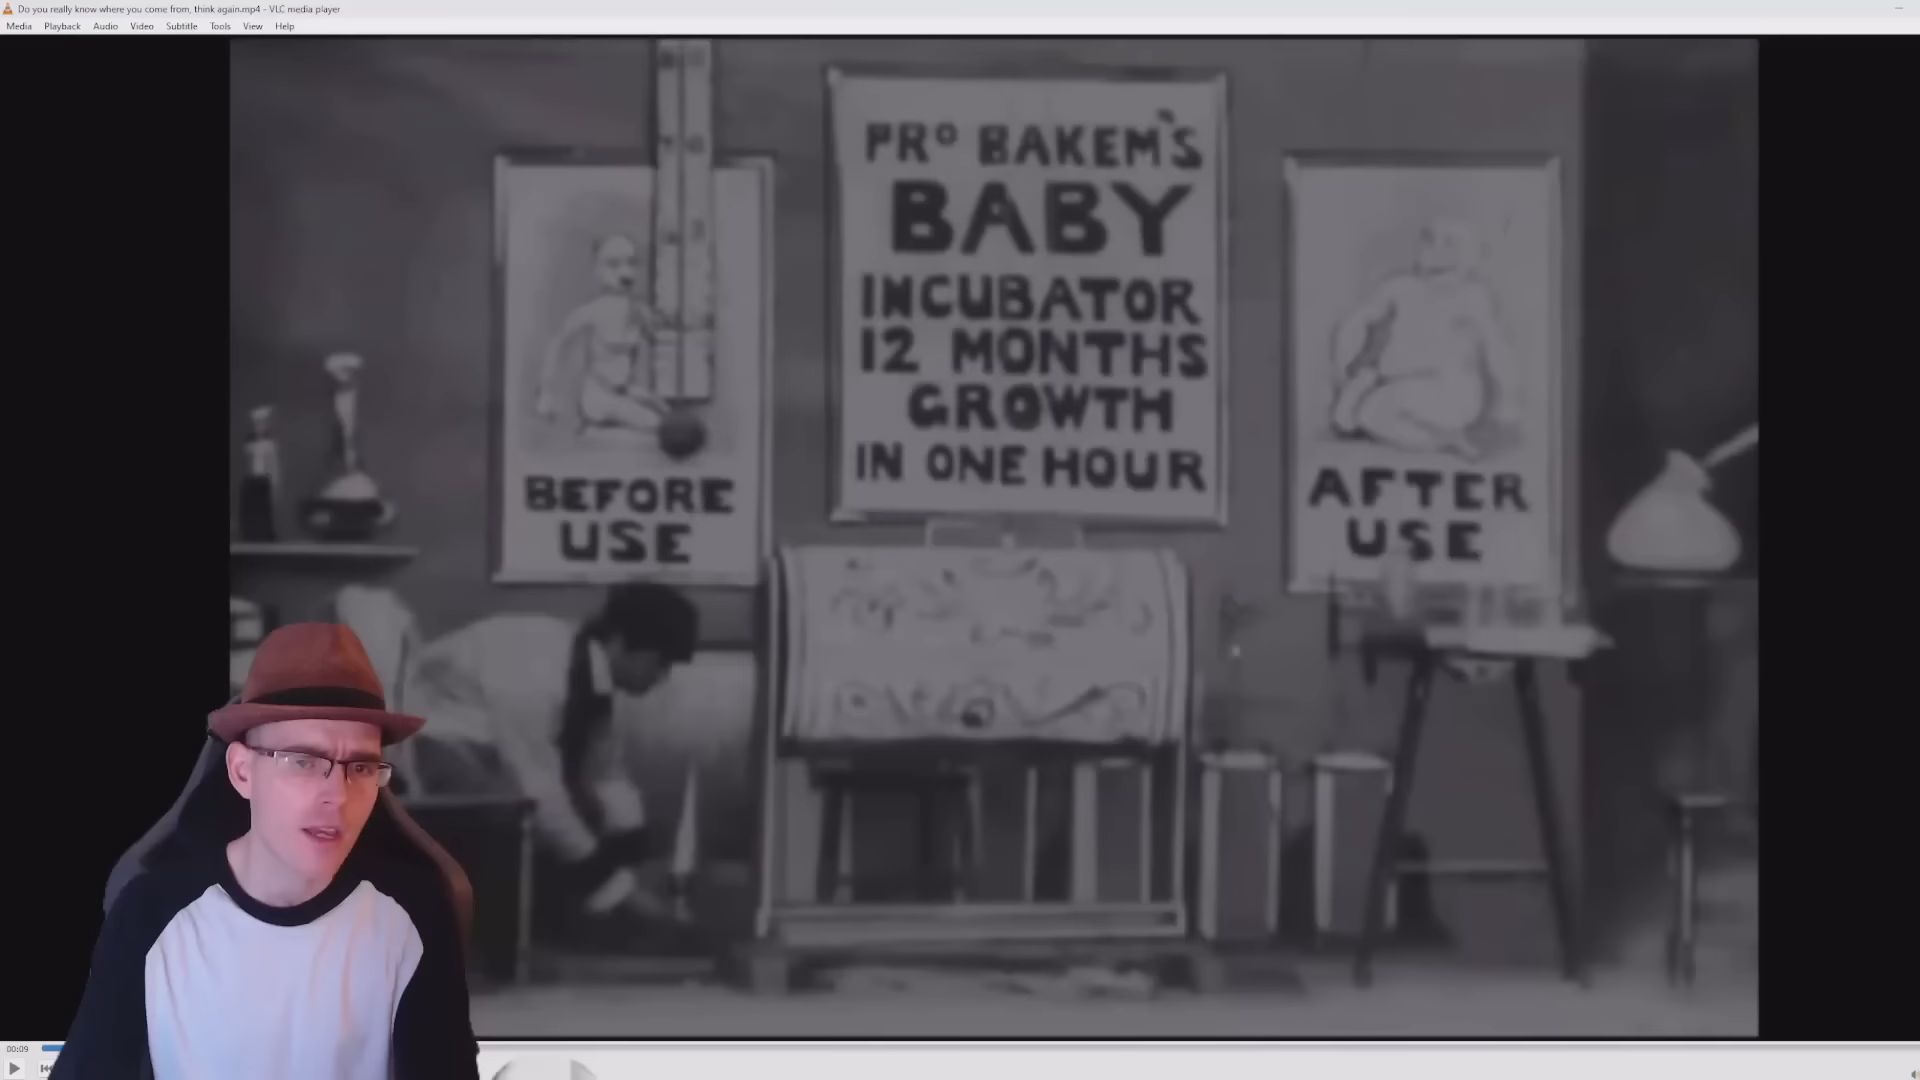 Do you really know where you come from, think again.mp4 - VLC media player
Media Playback Audio Video Subtitle Tools View Help
PRO BAKEM'S
BABY
INCUBATOR
12 MONTHS
GROWTH
IN ONE HOUR
BEFORE
USE
AFTER
USE
00:09